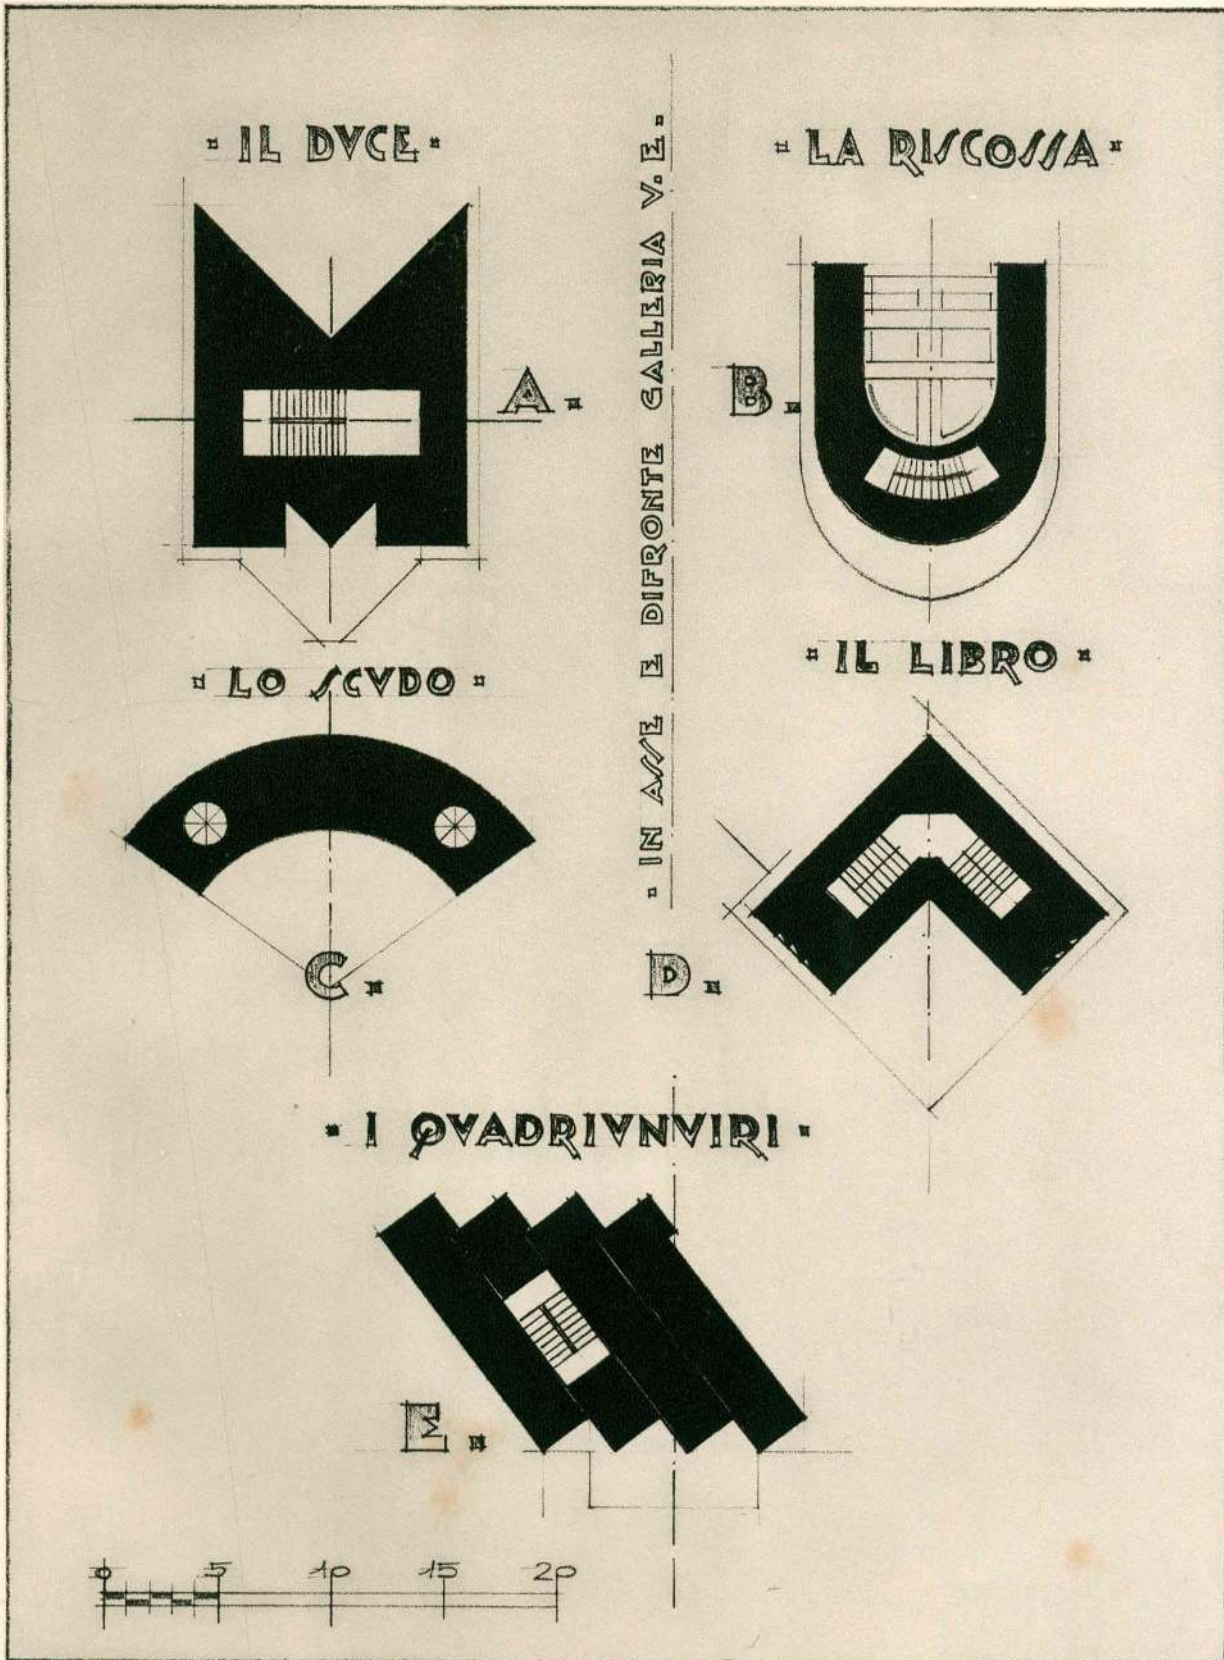 ▫ IL DVCE ▫
▫ LA RISCOSSA ▫
A.
▫ IN ASSE E DIFRONTE GALLERIA V.E. ▫
B.
▫ LO SCVDO ▫
▫ IL LIBRO ▫
C.
D.
▫ I QVADRIVNVIRI ▫
E.
0 5 10 15 20